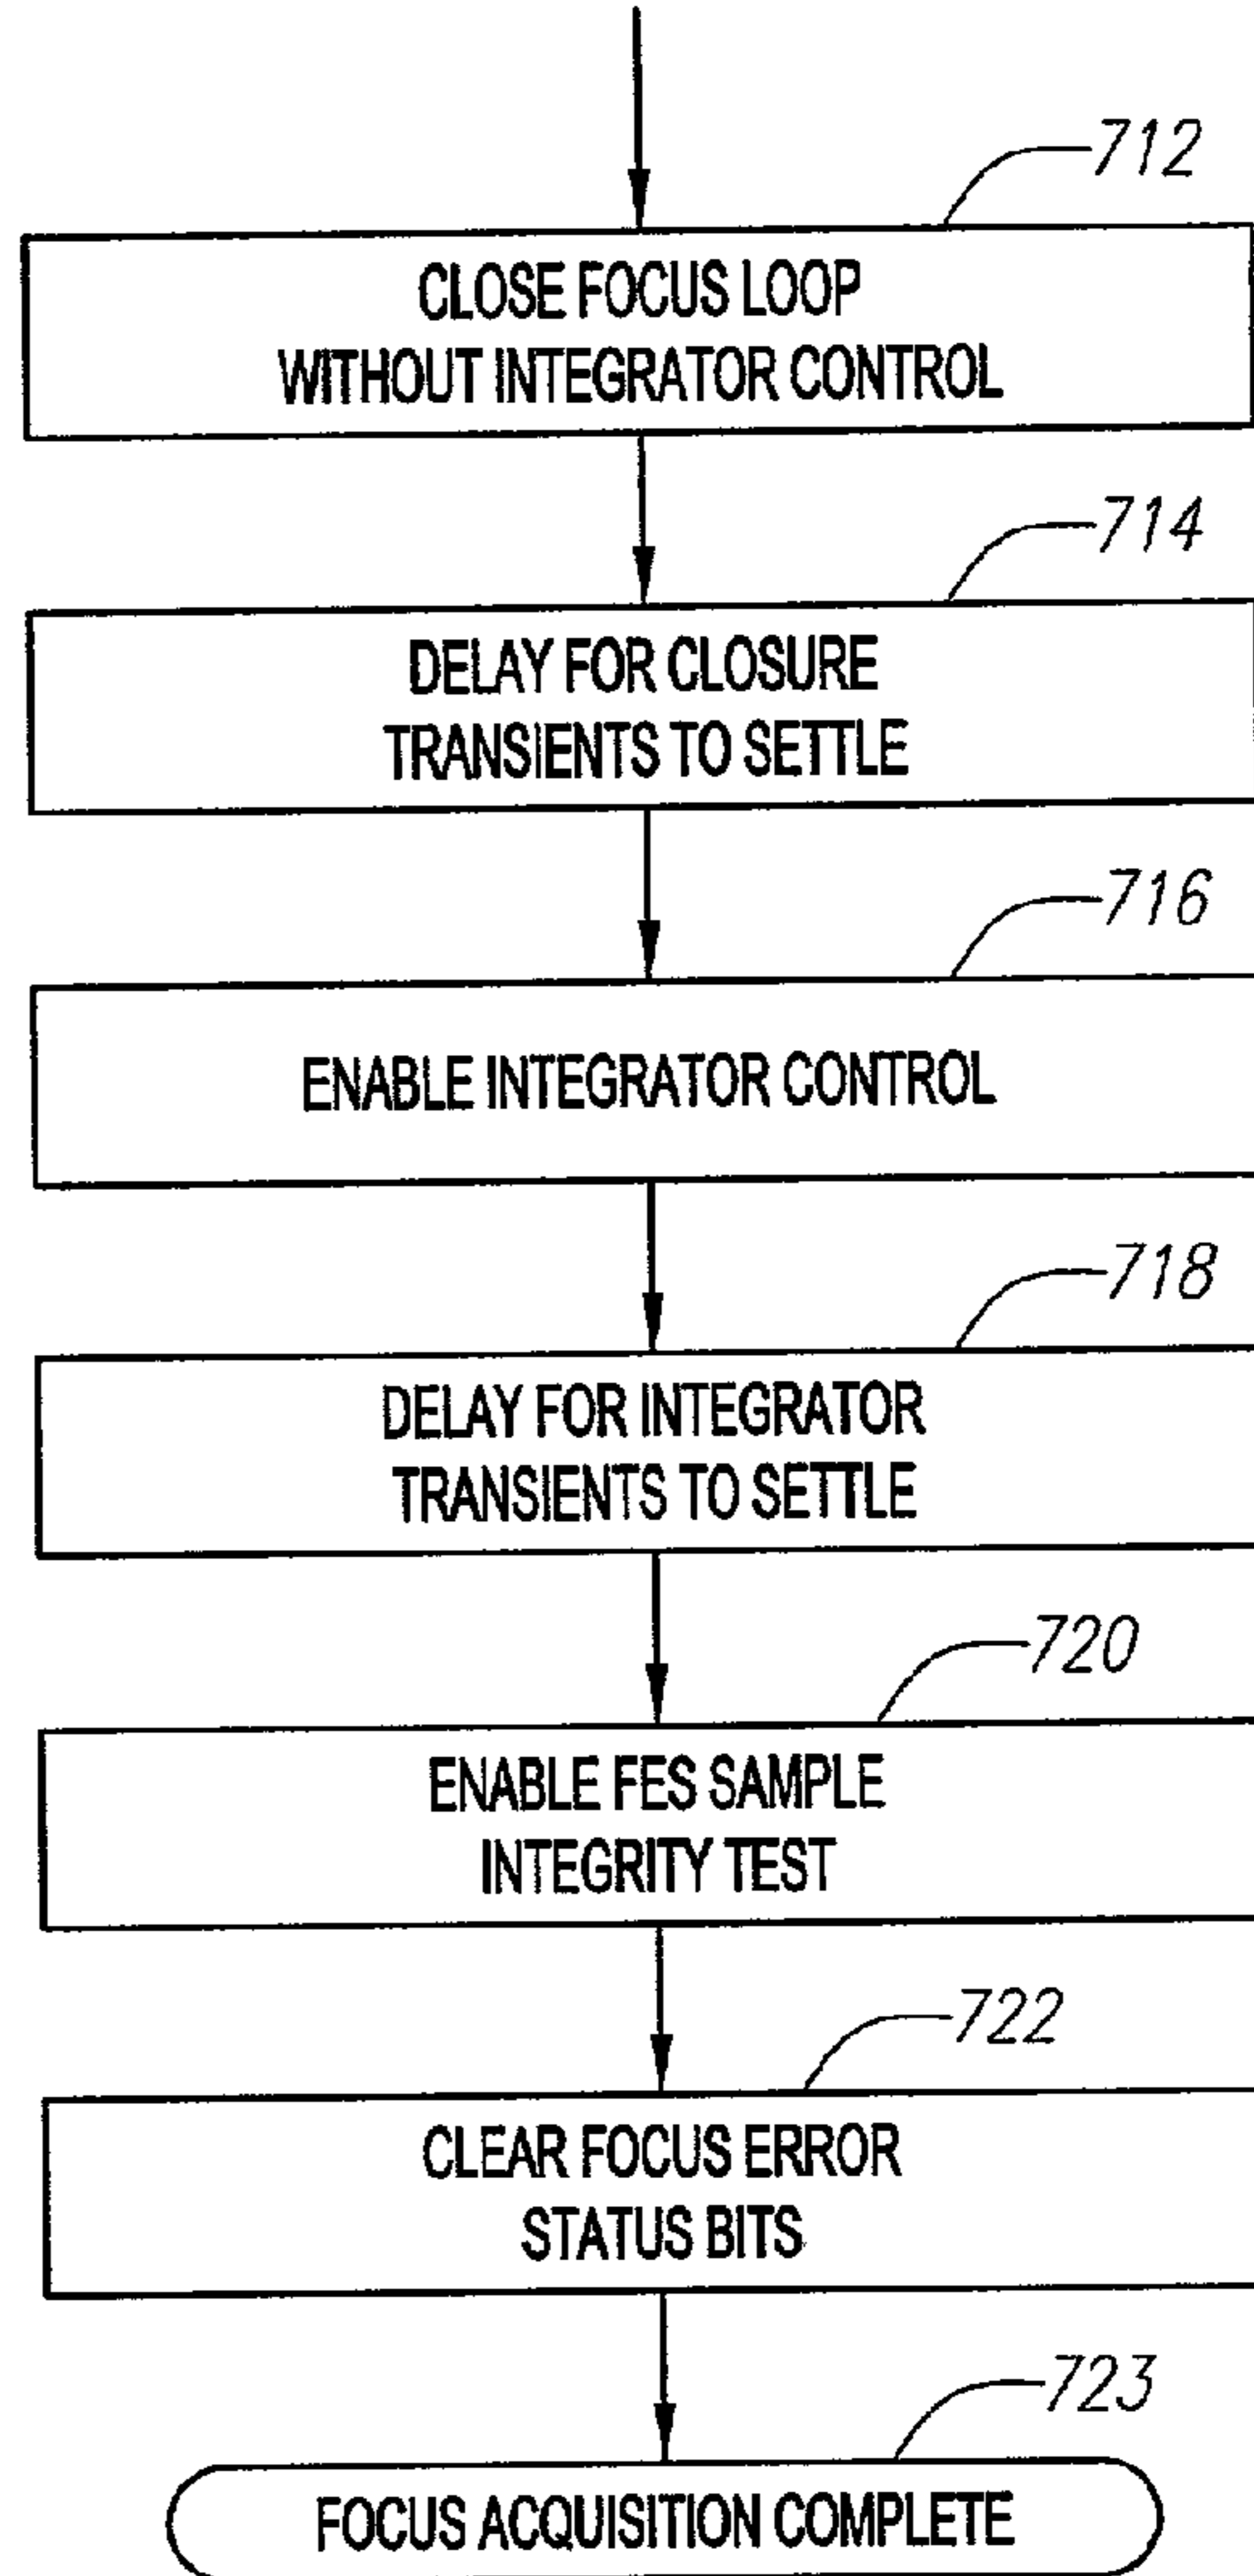 712
CLOSE FOCUS LOOP
WITHOUT INTEGRATOR CONTROL
714
DELAY FOR CLOSURE
TRANSIENTS TO SETTLE
716
ENABLE INTEGRATOR CONTROL
718
DELAY FOR INTEGRATOR
TRANSIENTS TO SETTLE
720
ENABLE FES SAMPLE
INTEGRITY TEST
722
CLEAR FOCUS ERROR
STATUS BITS
723
FOCUS ACQUISITION COMPLETE